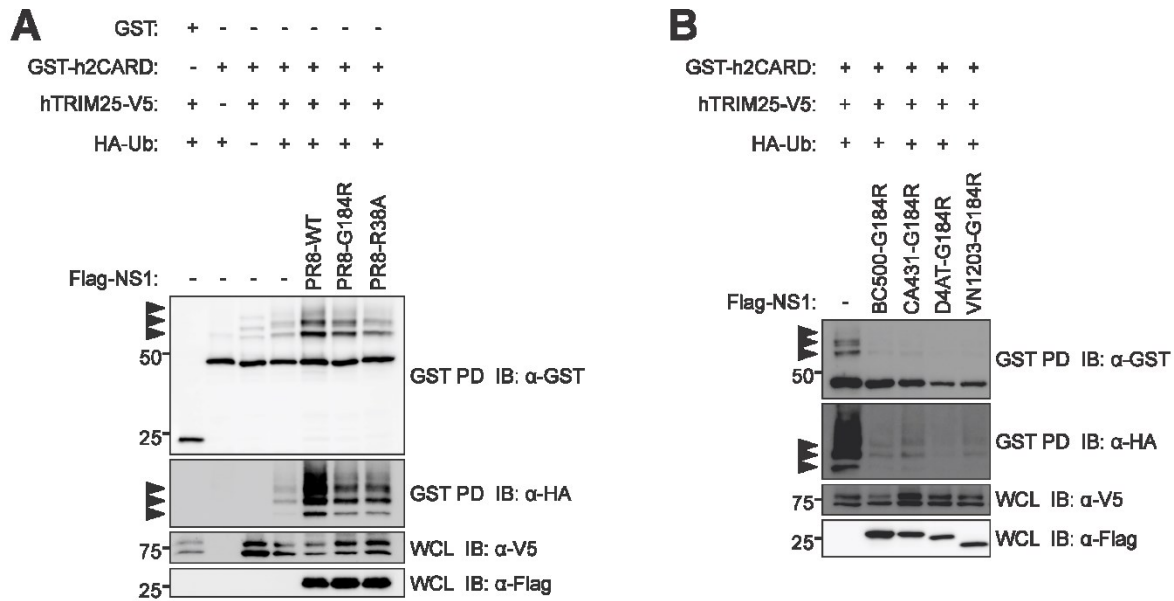 A
GST: + - - - - - -
GST-h2CARD: - + + + + + +
hTRIM25-V5: + - + + + + +
HA-Ub: + + - + + + +
Flag-NS1: - - - - PR8-WT PR8-G184R PR8-R38A
50
GST PD IB: α-GST
25
GST PD IB: α-HA
75
WCL IB: α-V5
25
WCL IB: α-Flag
B
GST-h2CARD: + + + + +
hTRIM25-V5: + + + + +
HA-Ub: + + + + +
Flag-NS1: - BC500-G184R CA431-G184R D4AT-G184R VN1203-G184R
50
GST PD IB: α-GST
GST PD IB: α-HA
75
WCL IB: α-V5
25
WCL IB: α-Flag